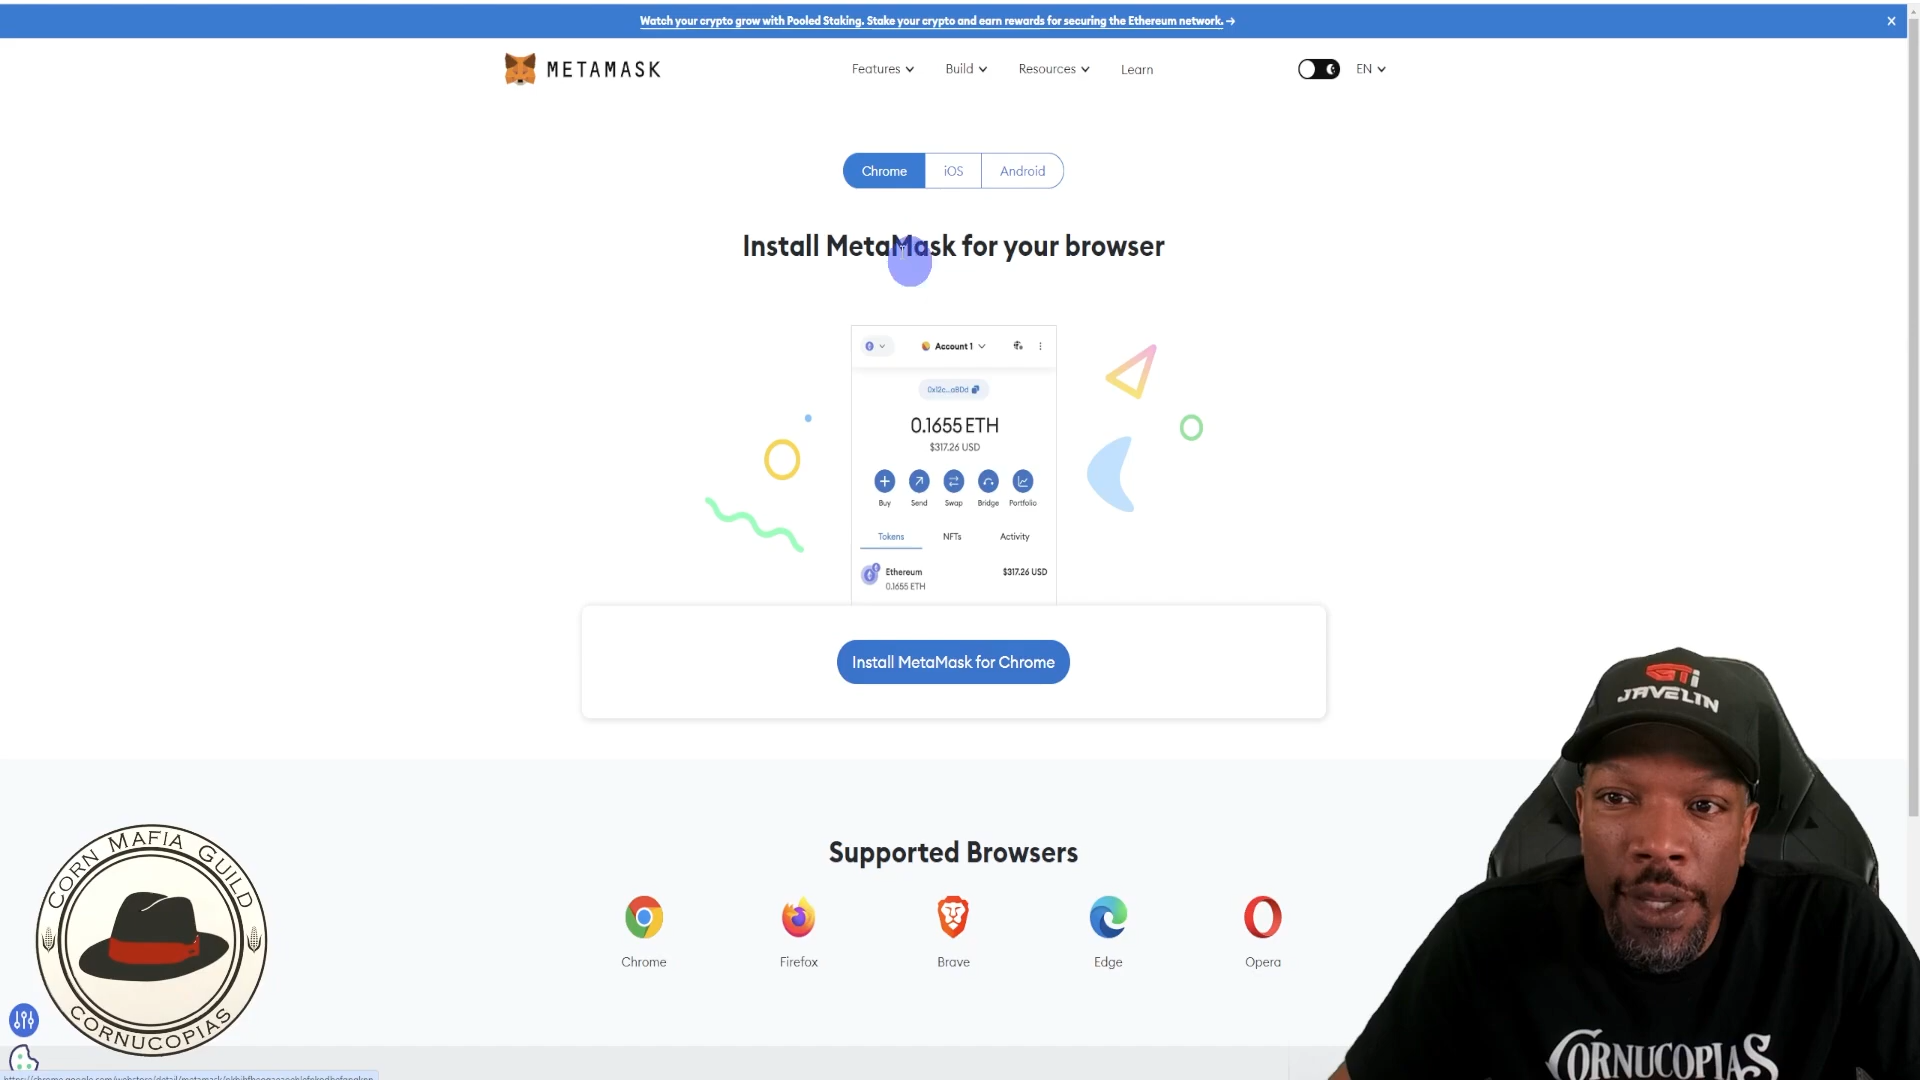 Watch your crypto grow with Pooled Staking. Stake your crypto and earn rewards for securing the Ethereum network. →
METAMASK
Features
Build
Resources
Learn
EN
Chrome
iOS
Android
Install MetaMask for your browser
Account 1
0x12c...a8Dd
0.1655 ETH
$317.26 USD
Buy
Send
Swap
Bridge
Portfolio
Tokens
NFTs
Activity
Ethereum
$317.26 USD
0.1655 ETH
Install MetaMask for Chrome
Supported Browsers
Chrome
Firefox
Brave
Edge
Opera
CORN MAFIA GUILD
CORNUCOPIAS
GTi
JAVELIN
CORNUCOPIAS